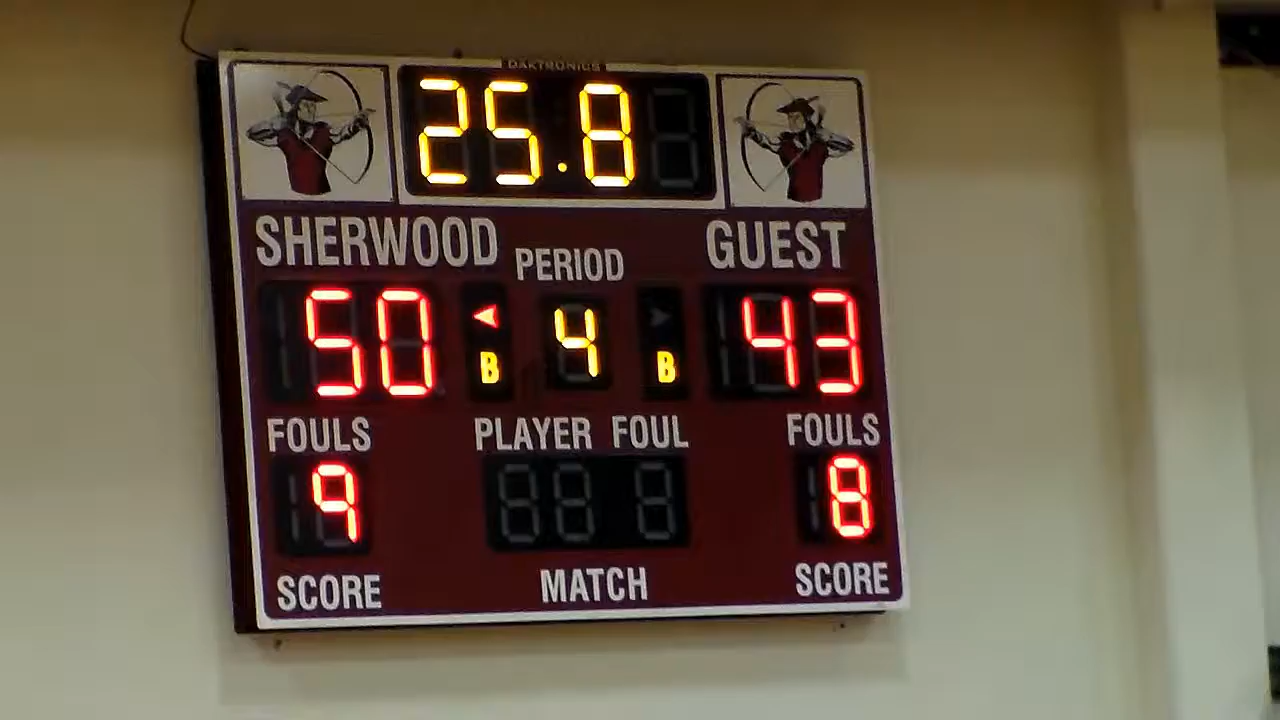 DAKTRONICS
25.8
SHERWOOD PERIOD GUEST
50 4 43
B B
FOULS PLAYER FOUL FOULS
9 8
SCORE MATCH SCORE